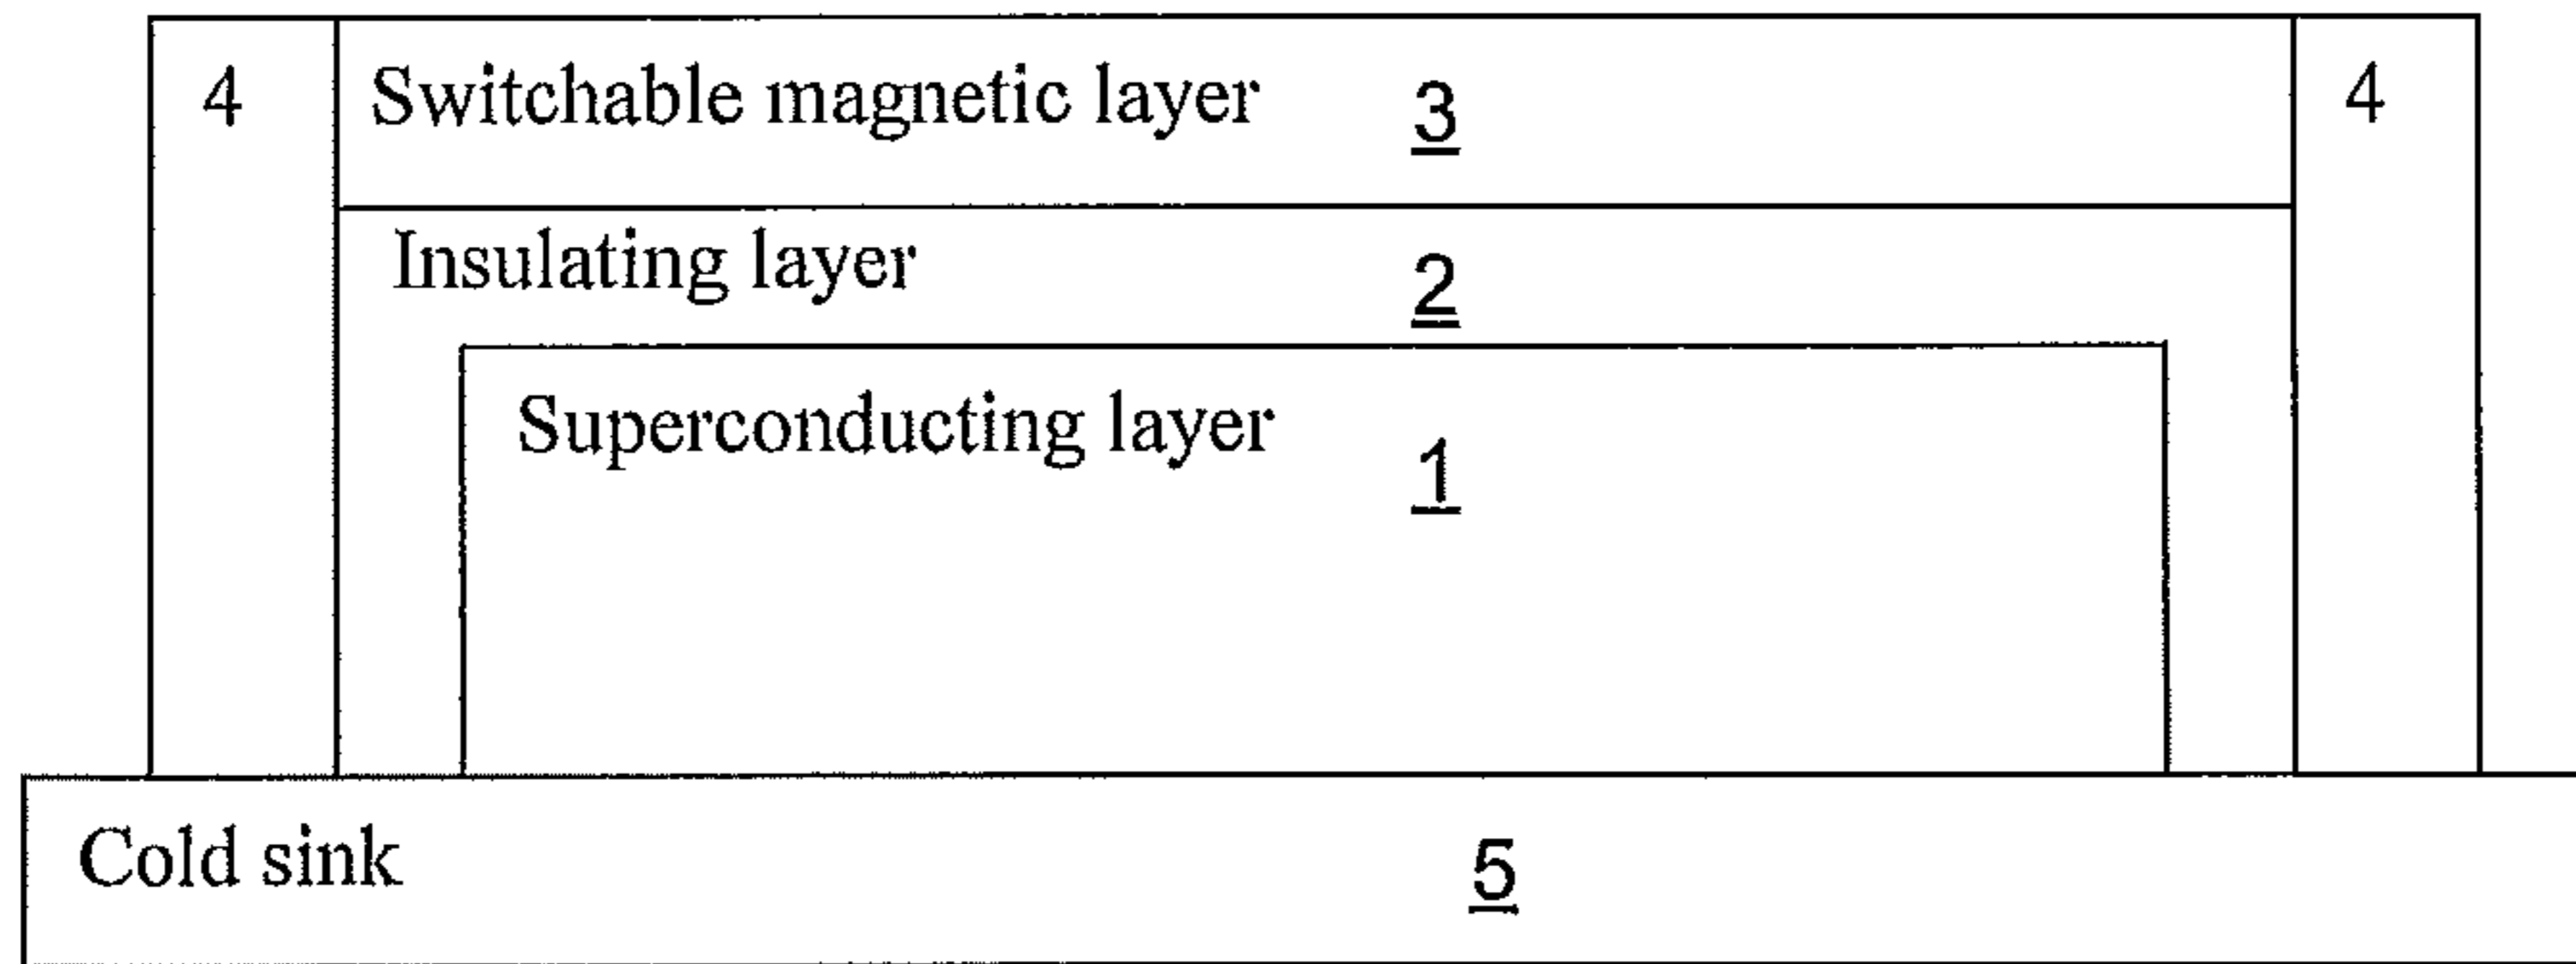 4 Switchable magnetic layer 3 4
Insulating layer 2
Superconducting layer 1
Cold sink 5